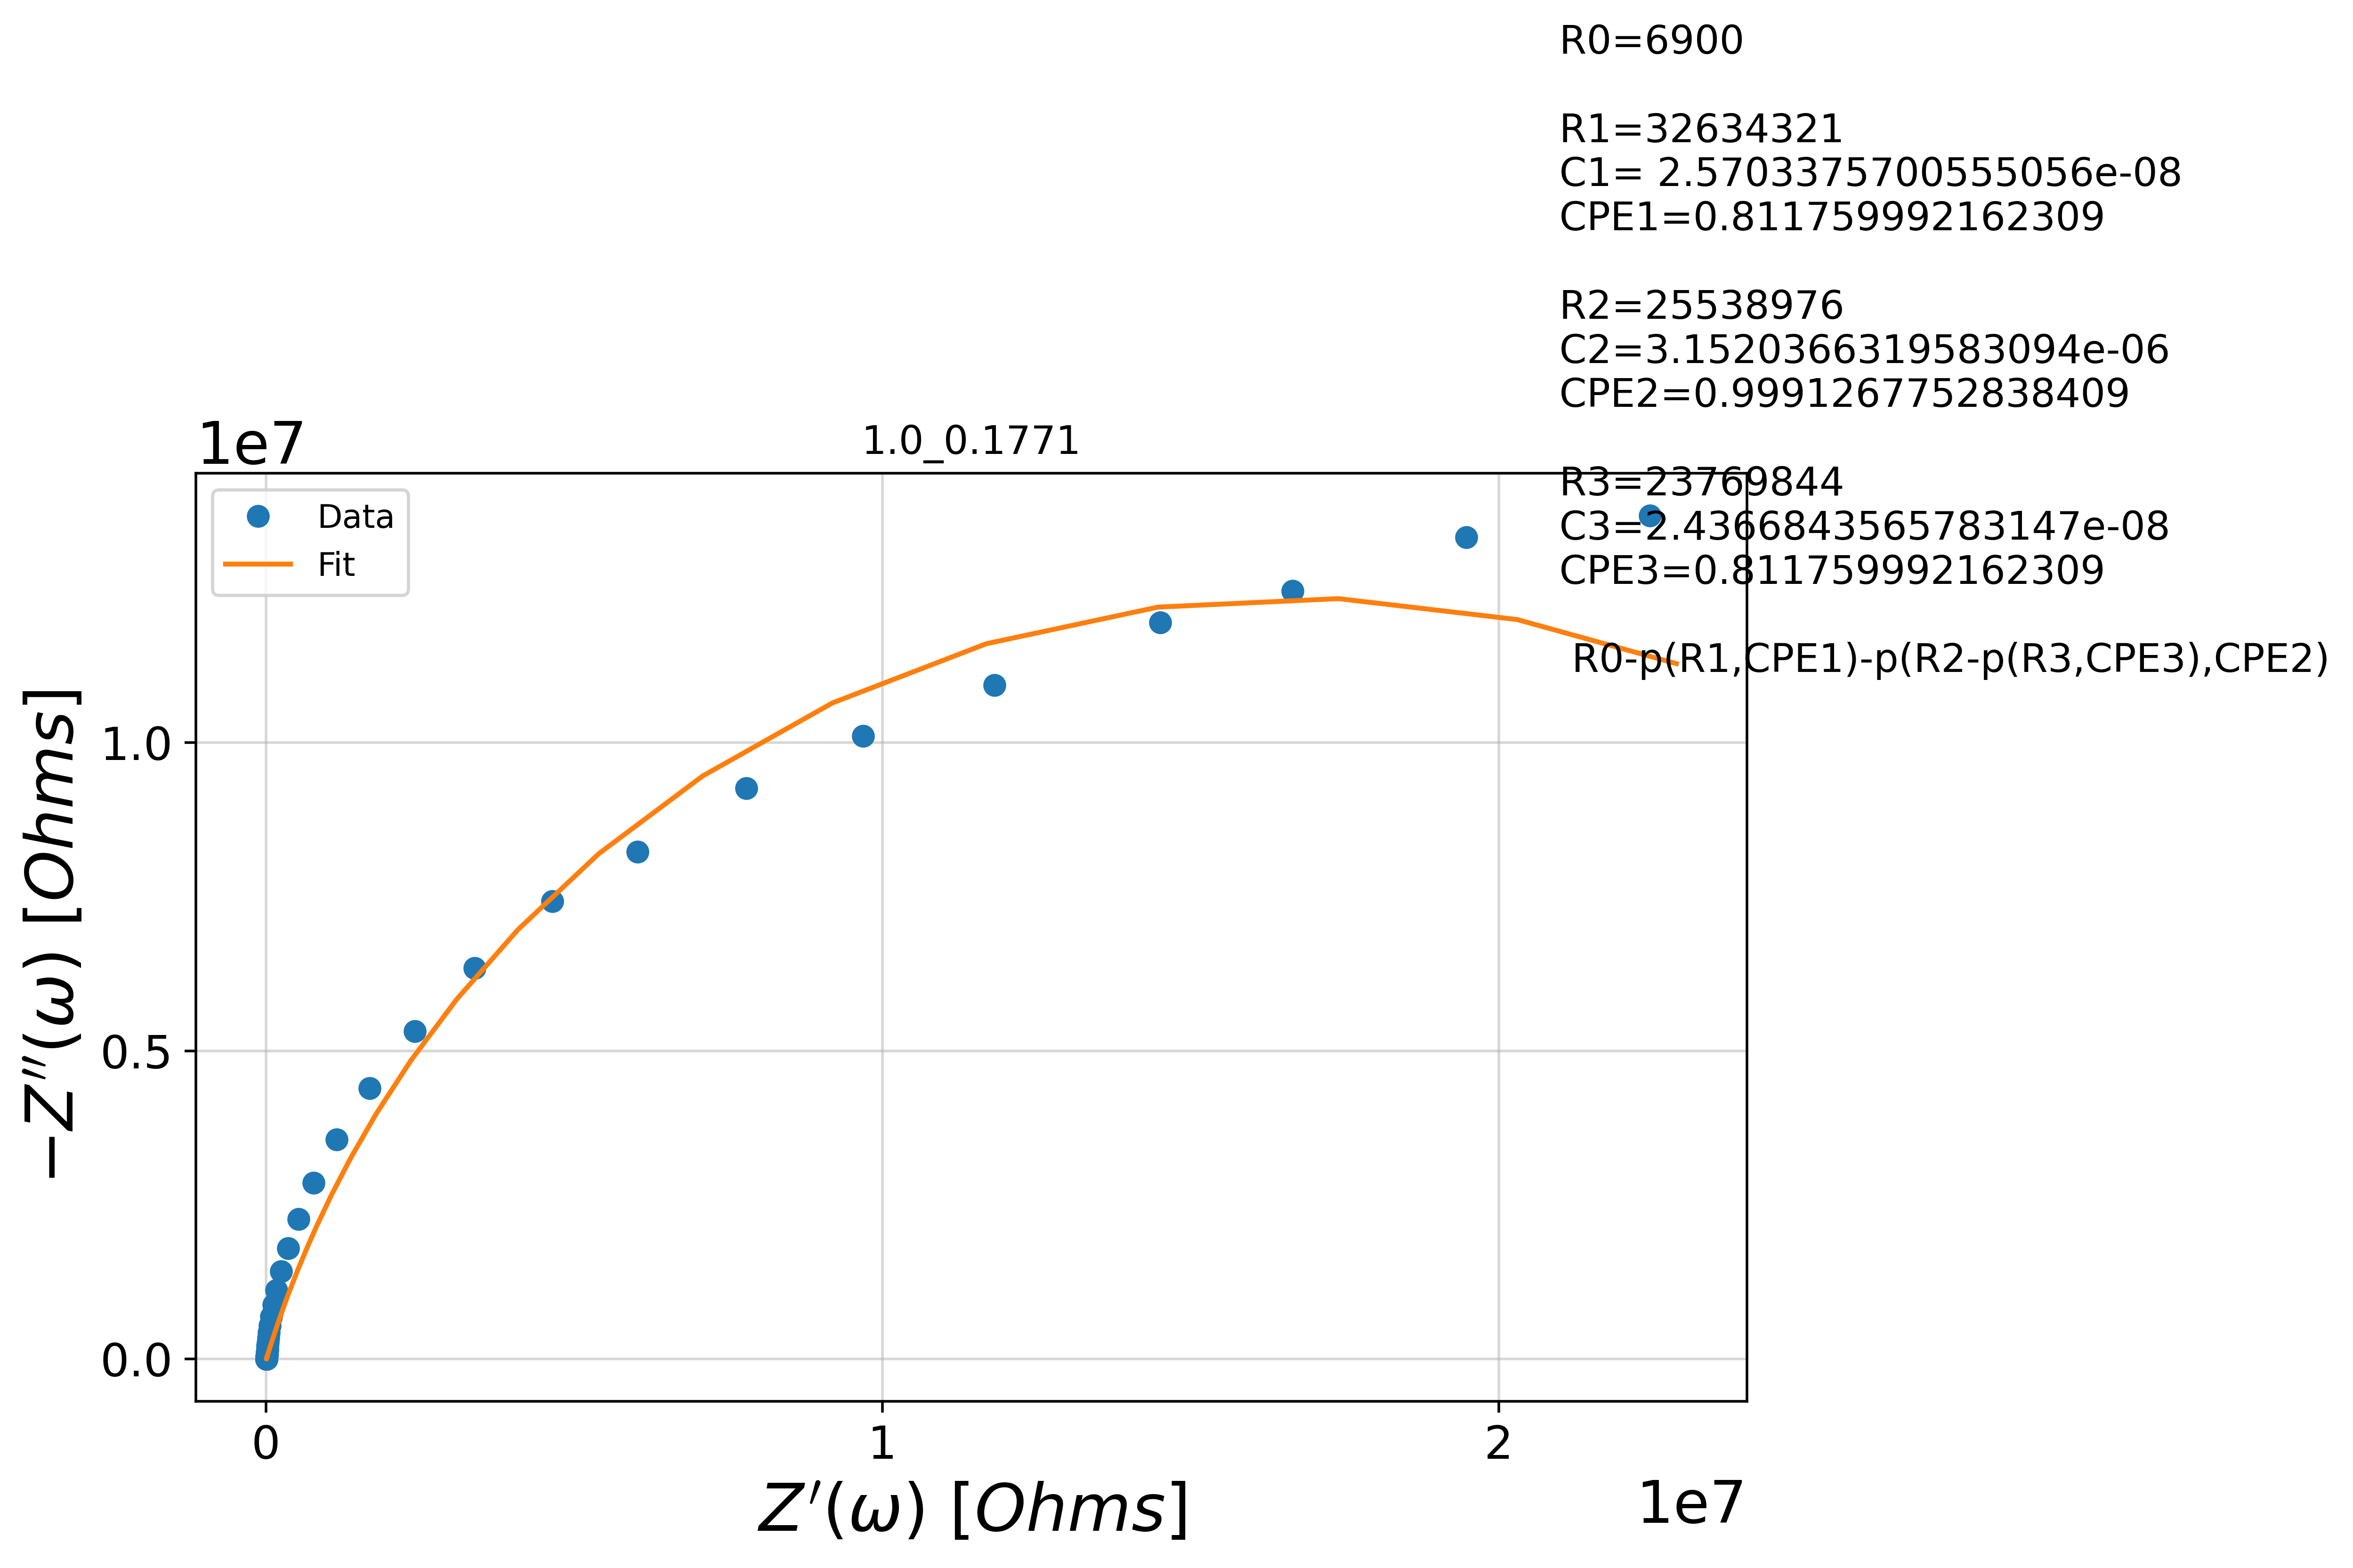 R0=6900
R1=32634321
C1= 2.5703375700555056e-08
CPE1=0.811759992162309
R2=25538976
C2=3.1520366319583094e-06
CPE2=0.9991267752838409
1e7
1.0_0.1771
R3=23769844
C3=2.4366843565783147e-08
CPE3=0.811759992162309
Data
Fit
R0-p(R1,CPE1)-p(R2-p(R3,CPE3),CPE2)
−Z′′(ω) [Ohms]
1.0
0.5
0.0
0
1
2
Z′(ω) [Ohms]
1e7